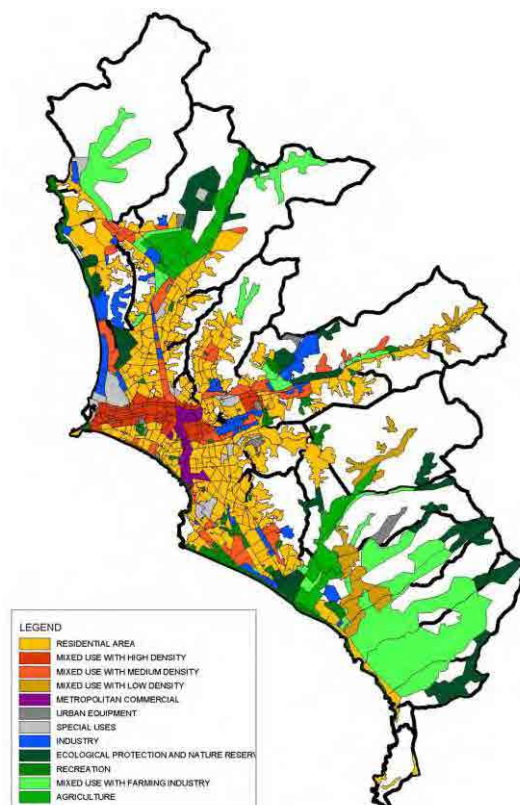 LEGEND
RESIDENTIAL AREA
MIXED USE WITH HIGH DENSITY
MIXED USE WITH MEDIUM DENSITY
MIXED USE WITH LOW DENSITY
METROPOLITAN COMMERCIAL
URBAN EQUIPMENT
SPECIAL USES
INDUSTRY
ECOLOGICAL PROTECTION AND NATURE RESERV
RECREATION
MIXED USE WITH FARMING INDUSTRY
AGRICULTURE